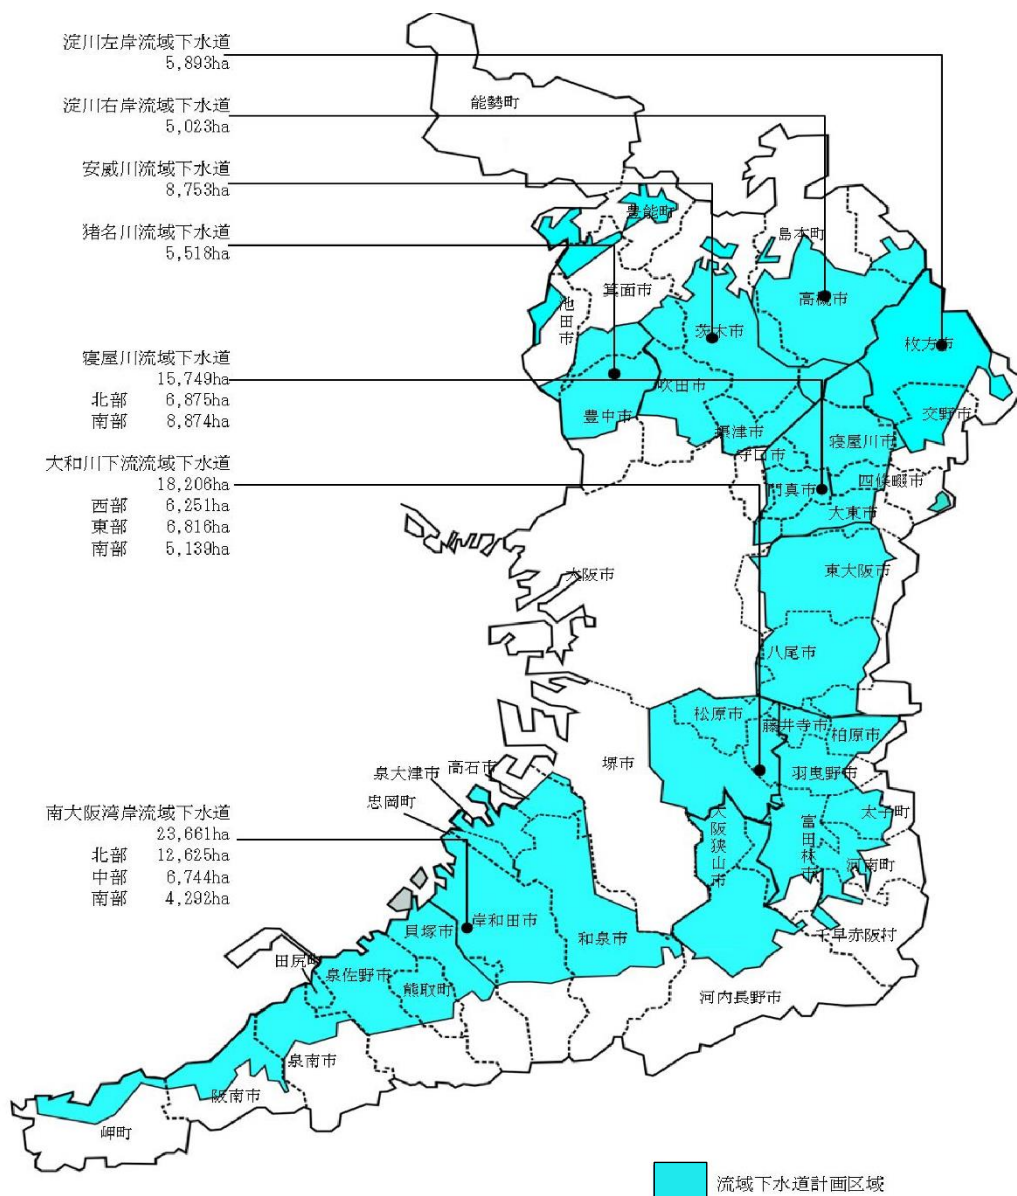 淀川左岸流域下水道
5,893ha
淀川右岸流域下水道
5,023ha
安威川流域下水道
8,753ha
猪名川流域下水道
5,518ha
寝屋川流域下水道
15,749ha
北部 6,875ha
南部 8,874ha
大和川下流流域下水道
18,206ha
西部 6,251ha
東部 6,816ha
南部 5,139ha
南大阪湾岸流域下水道
23,661ha
北部 12,625ha
中部 6,744ha
南部 4,292ha
能勢町
豊能町
島本町
箕面市
池田市
高槻市
茨木市
枚方市
吹田市
豊中市
交野市
摂津市
寝屋川市
守口市
四條畷市
門真市
大東市
大阪市
東大阪市
八尾市
松原市
藤井寺市
柏原市
堺市
羽曳野市
高石市
泉大津市
忠岡町
大阪狭山市
富田林市
太子町
河南町
千早赤阪村
岸和田市
和泉市
貝塚市
田尻町
泉佐野市
熊取町
河内長野市
泉南市
阪南市
岬町
流域下水道計画区域